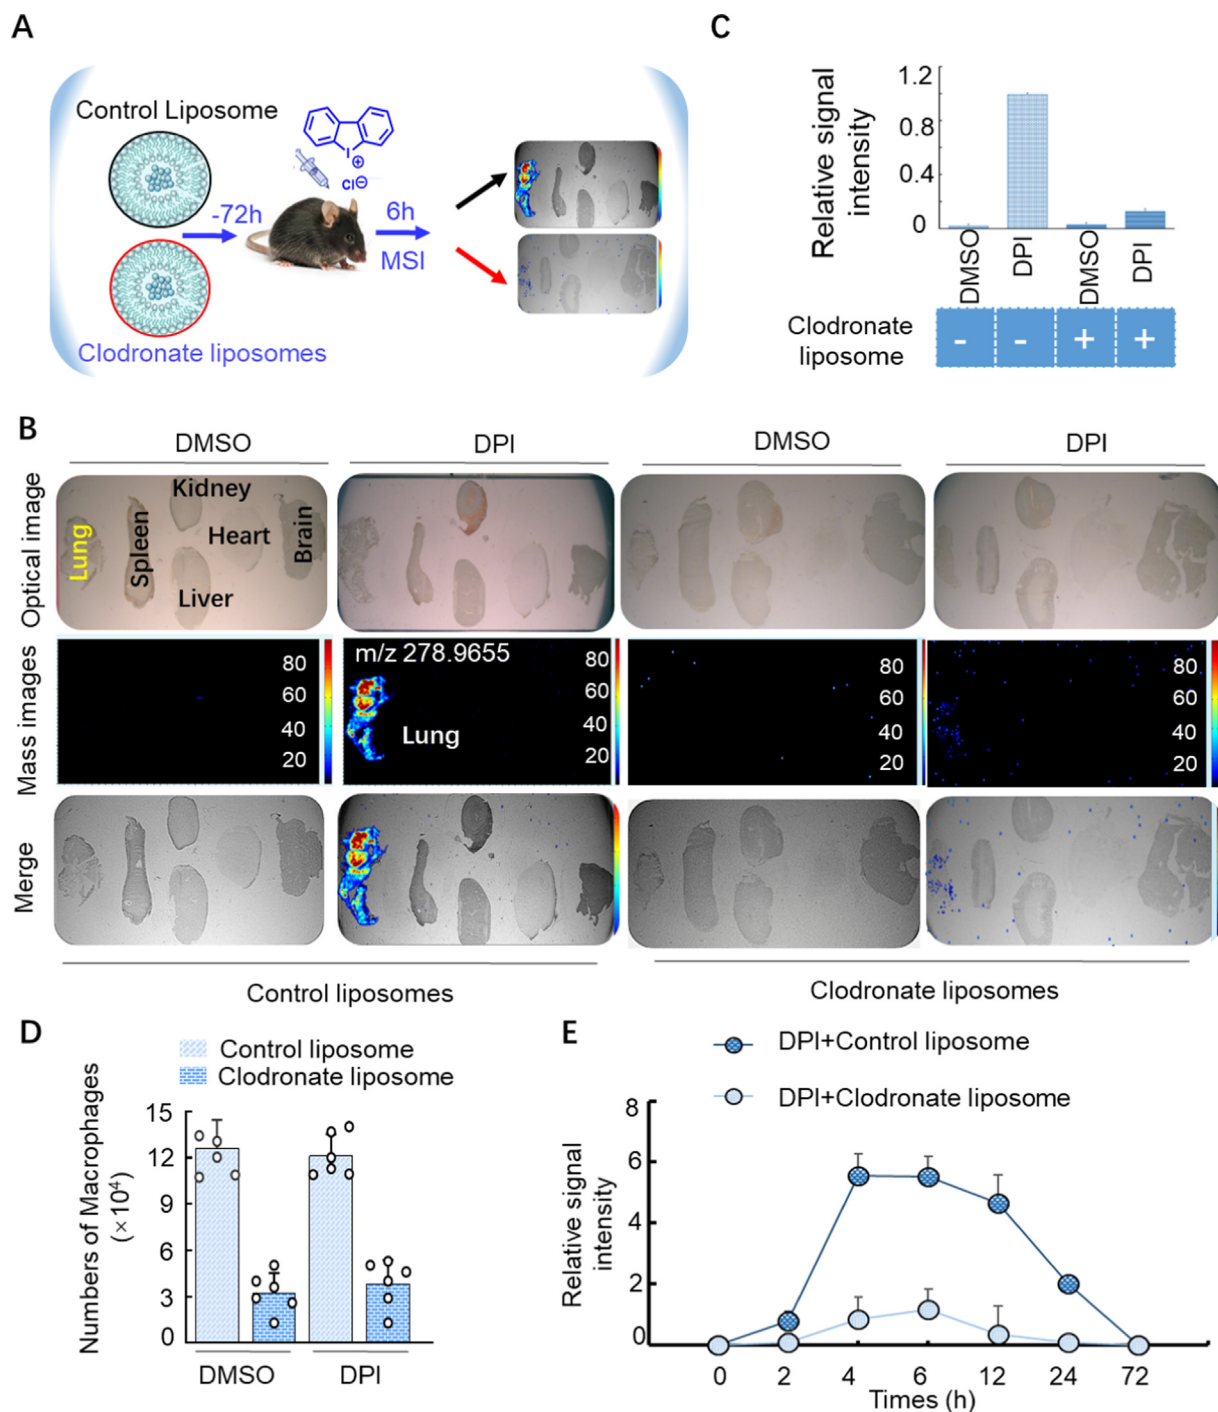 A
Control Liposome
I
⊕
Cl⊖
-72h
6h
MSI
Clodronate liposomes
C
Relative signal
intensity
1.2
0.8
0.4
0
DMSO
DPI
DMSO
DPI
Clodronate
liposome
- - + +
B
DMSO
DPI
DMSO
DPI
Optical image
Lung
Spleen
Kidney
Heart
Liver
Brain
Mass images
80
60
40
20
m/z 278.9655
Lung
80
60
40
20
80
60
40
20
80
60
40
20
Merge
Control liposomes
Clodronate liposomes
D
Control liposome
Clodronate liposome
Numbers of Macrophages
(×10⁴)
15
12
9
6
3
0
DMSO
DPI
E
DPI+Control liposome
DPI+Clodronate liposome
Relative signal
intensity
8
6
4
2
0
0 2 4 6 12 24 72
Times (h)